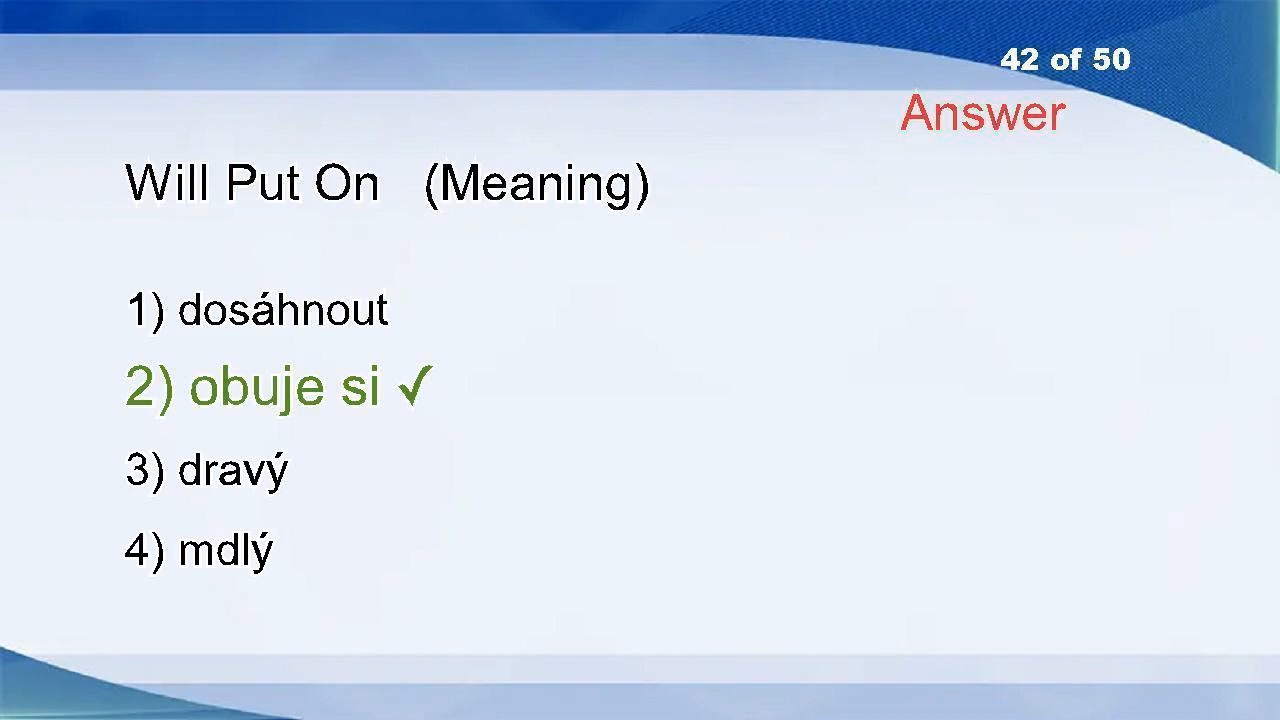 42 of 50
Answer
Will Put On (Meaning)
1) dosáhnout
2) obuje si ✓
3) dravý
4) mdlý